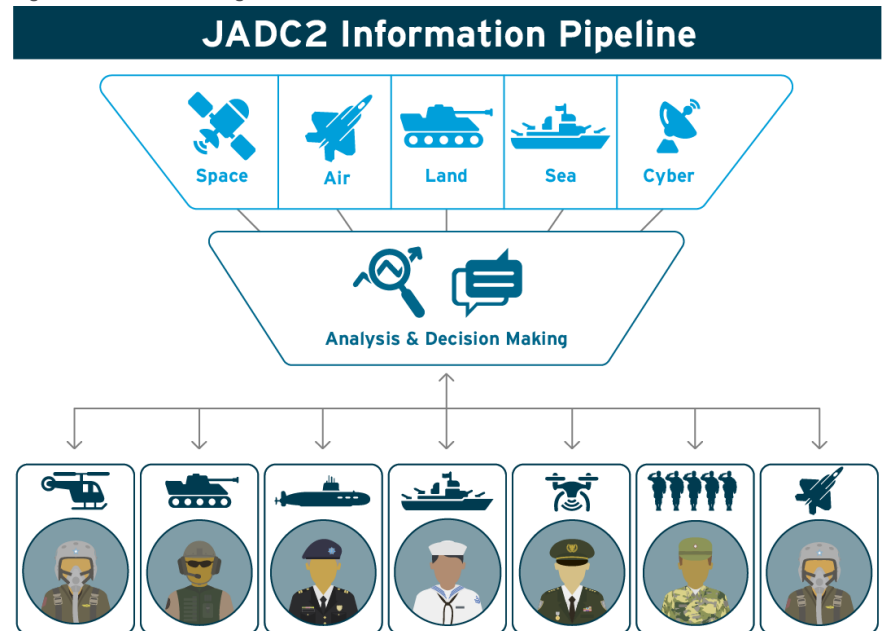 JADC2 Information Pipeline
Space
Air
Land
Sea
Cyber
Analysis & Decision Making